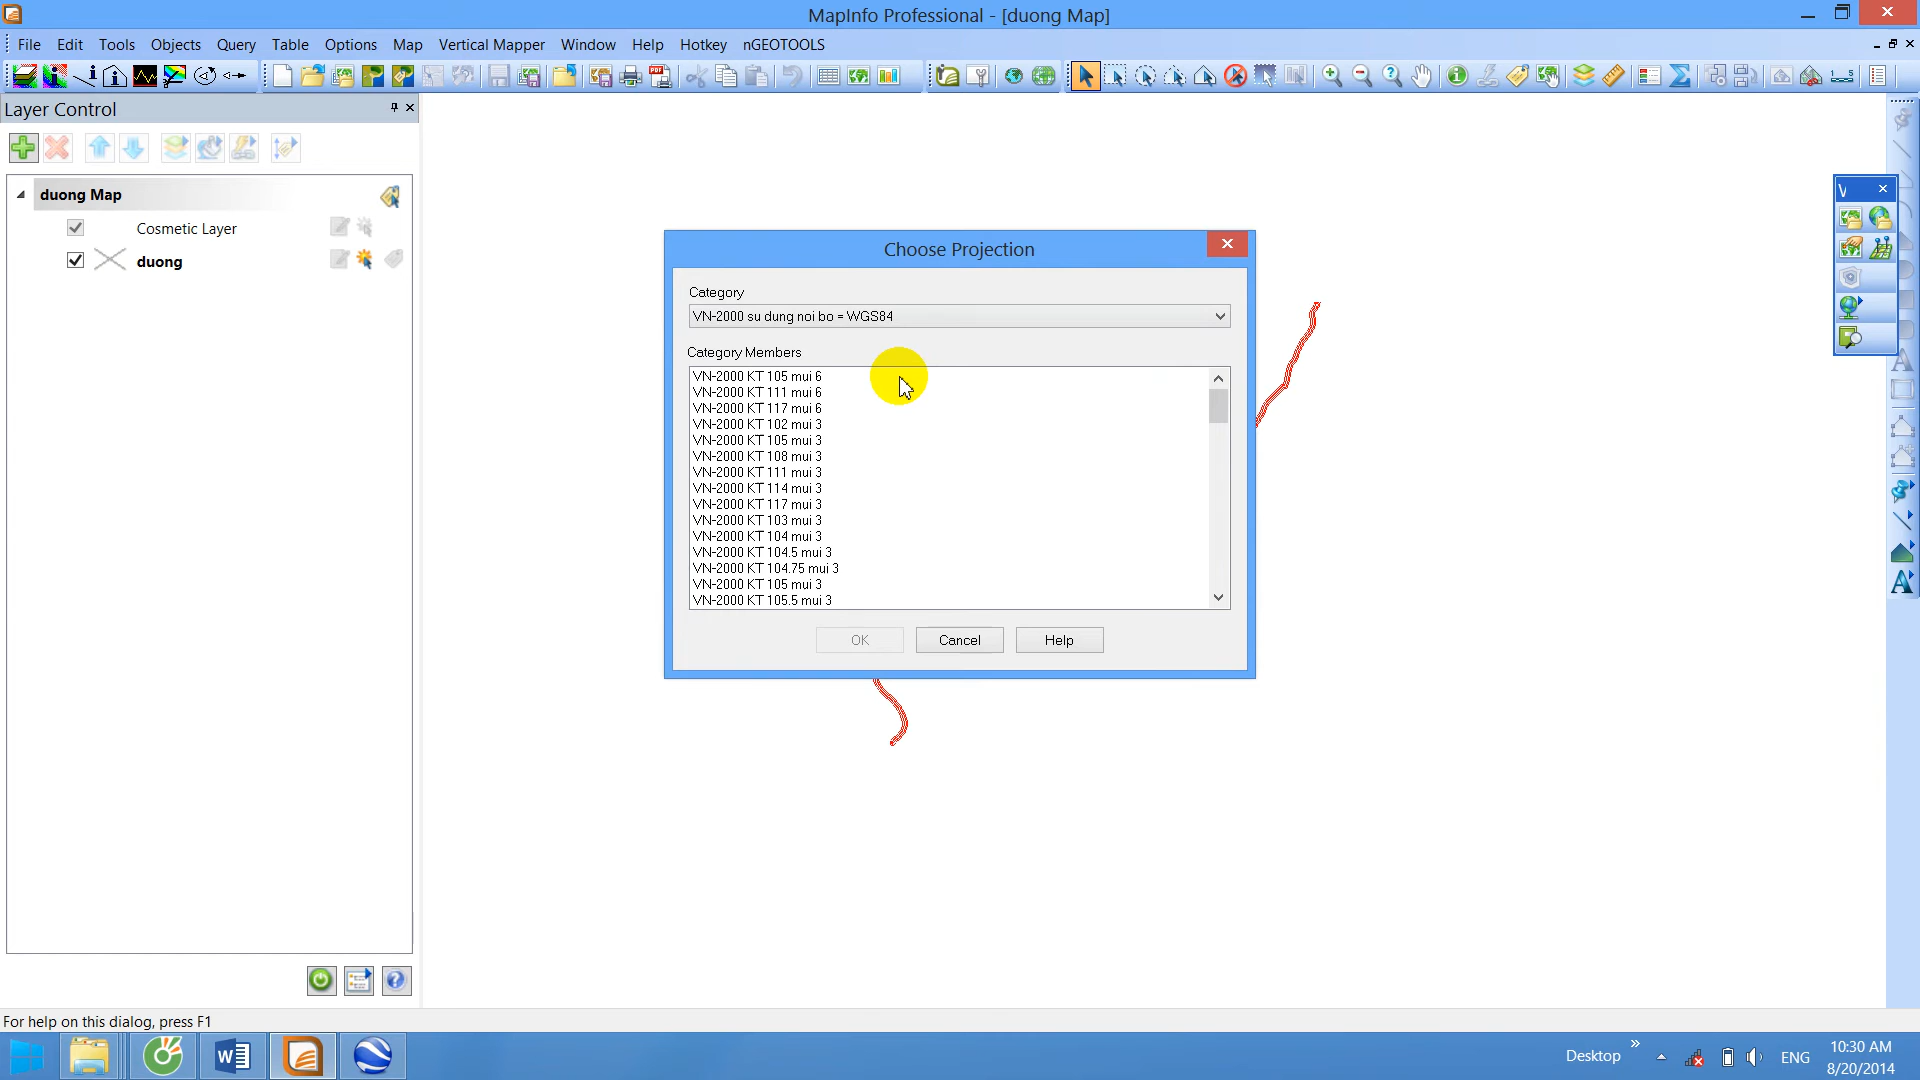 MapInfo Professional - [duong Map]
File Edit Tools Objects Query Table Options Map Vertical Mapper Window Help Hotkey nGEOTOOLS
PDF
Layer Control
duong Map
Cosmetic Layer
duong
Choose Projection
Category
VN-2000 su dung noi bo = WGS84
Category Members
VN-2000 KT 105 mui 6
VN-2000 KT 111 mui 6
VN-2000 KT 117 mui 6
VN-2000 KT 102 mui 3
VN-2000 KT 105 mui 3
VN-2000 KT 108 mui 3
VN-2000 KT 111 mui 3
VN-2000 KT 114 mui 3
VN-2000 KT 117 mui 3
VN-2000 KT 103 mui 3
VN-2000 KT 104 mui 3
VN-2000 KT 104.5 mui 3
VN-2000 KT 104.75 mui 3
VN-2000 KT 105 mui 3
VN-2000 KT 105.5 mui 3
OK Cancel Help
For help on this dialog, press F1
Desktop
ENG
10:30 AM
8/20/2014